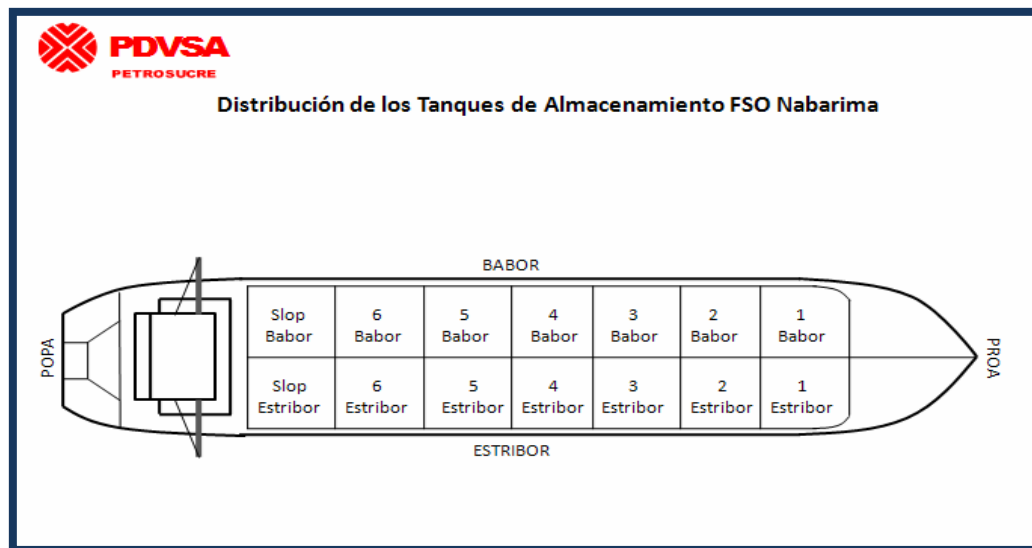 PDVSA
PETROSUCRE
Distribución de los Tanques de Almacenamiento FSO Nabarima
BABOR
POPA
Slop Babor
6 Babor
5 Babor
4 Babor
3 Babor
2 Babor
1 Babor
Slop Estribor
6 Estribor
5 Estribor
4 Estribor
3 Estribor
2 Estribor
1 Estribor
PROA
ESTRIBOR